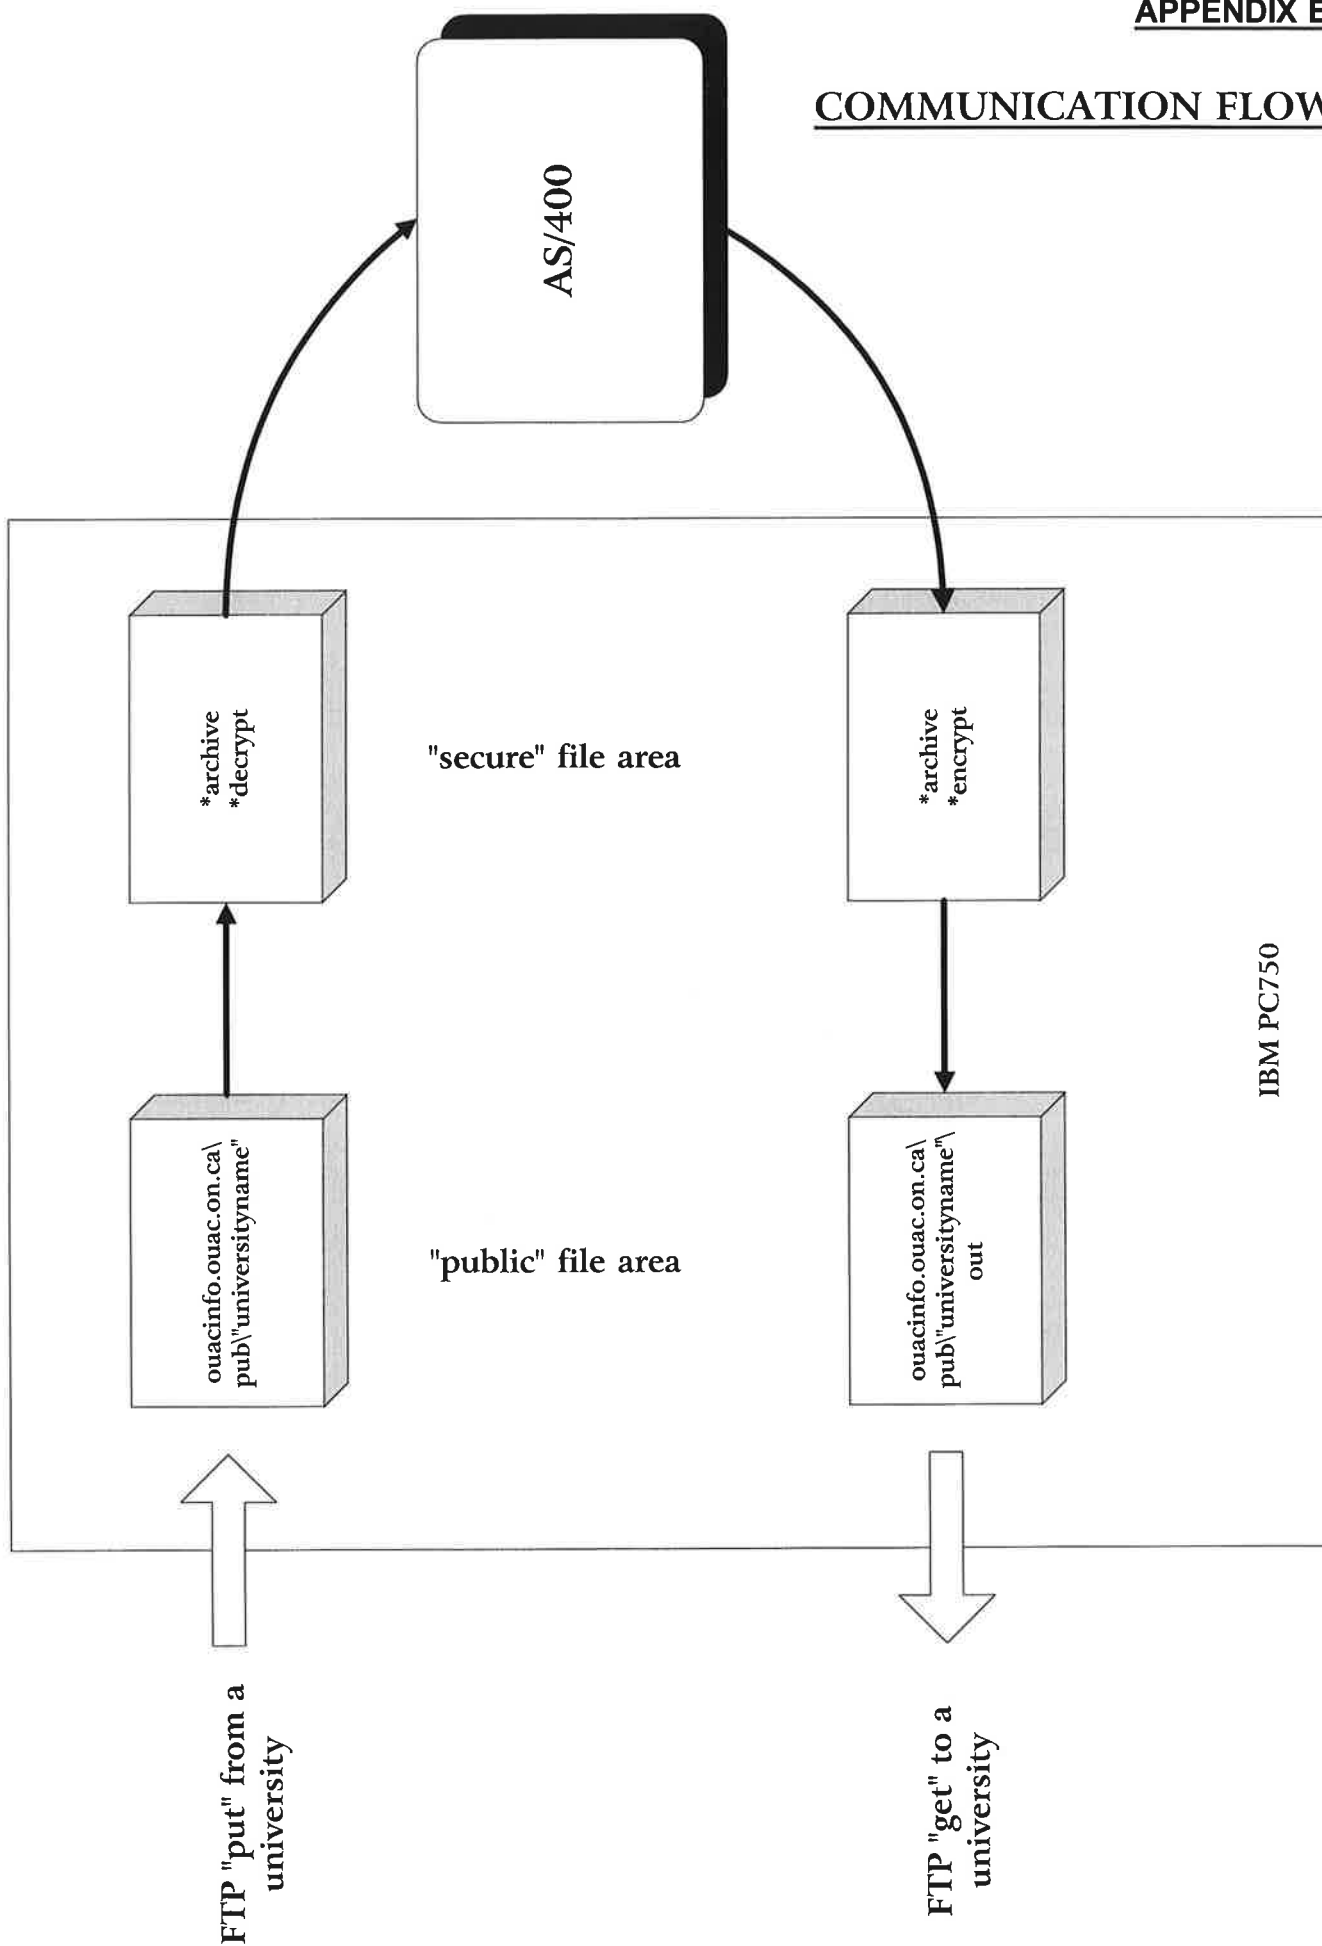 APPENDIX E
COMMUNICATION FLOW
AS/400
*archive
*decrypt
"secure" file area
*archive
*encrypt
ouacinfo.ouac.on.ca\
pub\"universityname"
"public" file area
ouacinfo.ouac.on.ca\
pub\"universityname"\
out
IBM PC750
FTP "put" from a
university
FTP "get" to a
university